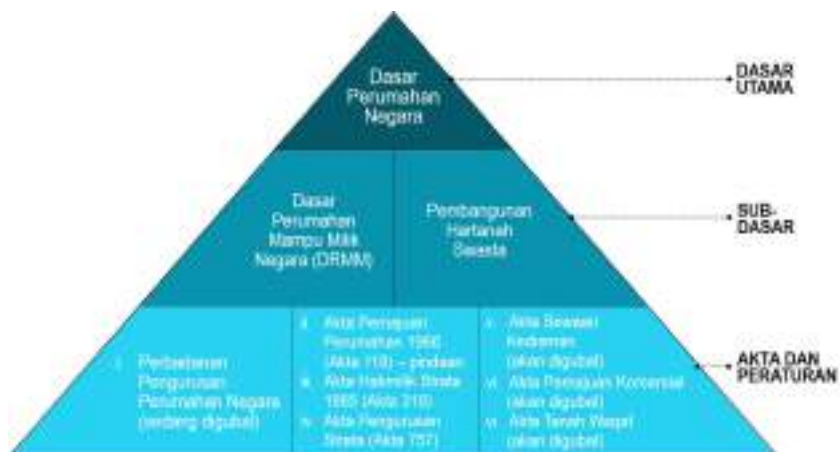 Dasar
Perumahan
Negara
DASAR
UTAMA
Dasar
Perumahan
Mampu Milik
Negara (DRMM)
Pembangunan
Hartanah
Swasta
SUB-
DASAR
i. Perbadanan
Pengurusan
Perumahan Negara
(sedang digubal)
ii. Akta Pemajuan
Perumahan 1966
(Akta 118) – pindaan
iii. Akta Hakmilik Strata
1985 (Akta 318)
iv. Akta Pengurusan
Strata (Akta 757)
v. Akta Sewaan
Kediaman
(akan digubal)
vi. Akta Pemajuan Komersial
(akan digubal)
vi. Akta Tanah Waqaf
(akan digubal)
AKTA DAN
PERATURAN